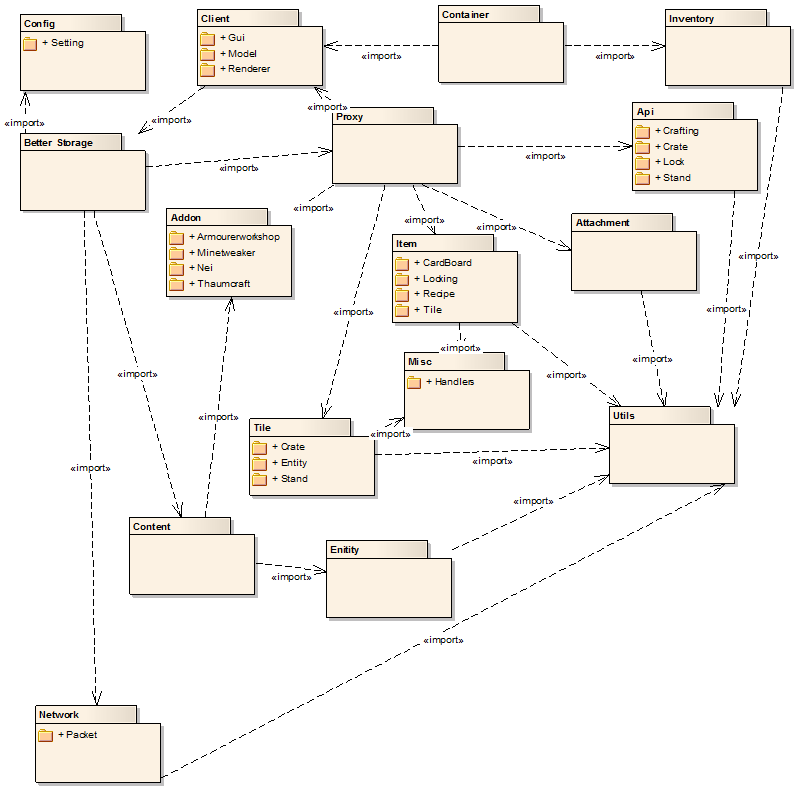 Config
+ Setting
Client
+ Gui
+ Model
+ Renderer
Container
Inventory
«import»
«import»
«import»
«import»
«import»
Better Storage
Proxy
Api
+ Crafting
+ Crate
+ Lock
+ Stand
«import»
«import»
«import»
Addon
+ Armourerworkshop
+ Minetweaker
+ Nei
+ Thaumcraft
«import»
«import»
Attachment
Item
+ CardBoard
+ Locking
+ Recipe
+ Tile
«import»
«import»
«import»
«import»
Misc
+ Handlers
«import»
«import»
«import»
Utils
«import»
Tile
+ Crate
+ Entity
+ Stand
«import»
«import»
«import»
«import»
Content
Enitity
«import»
«import»
Network
+ Packet